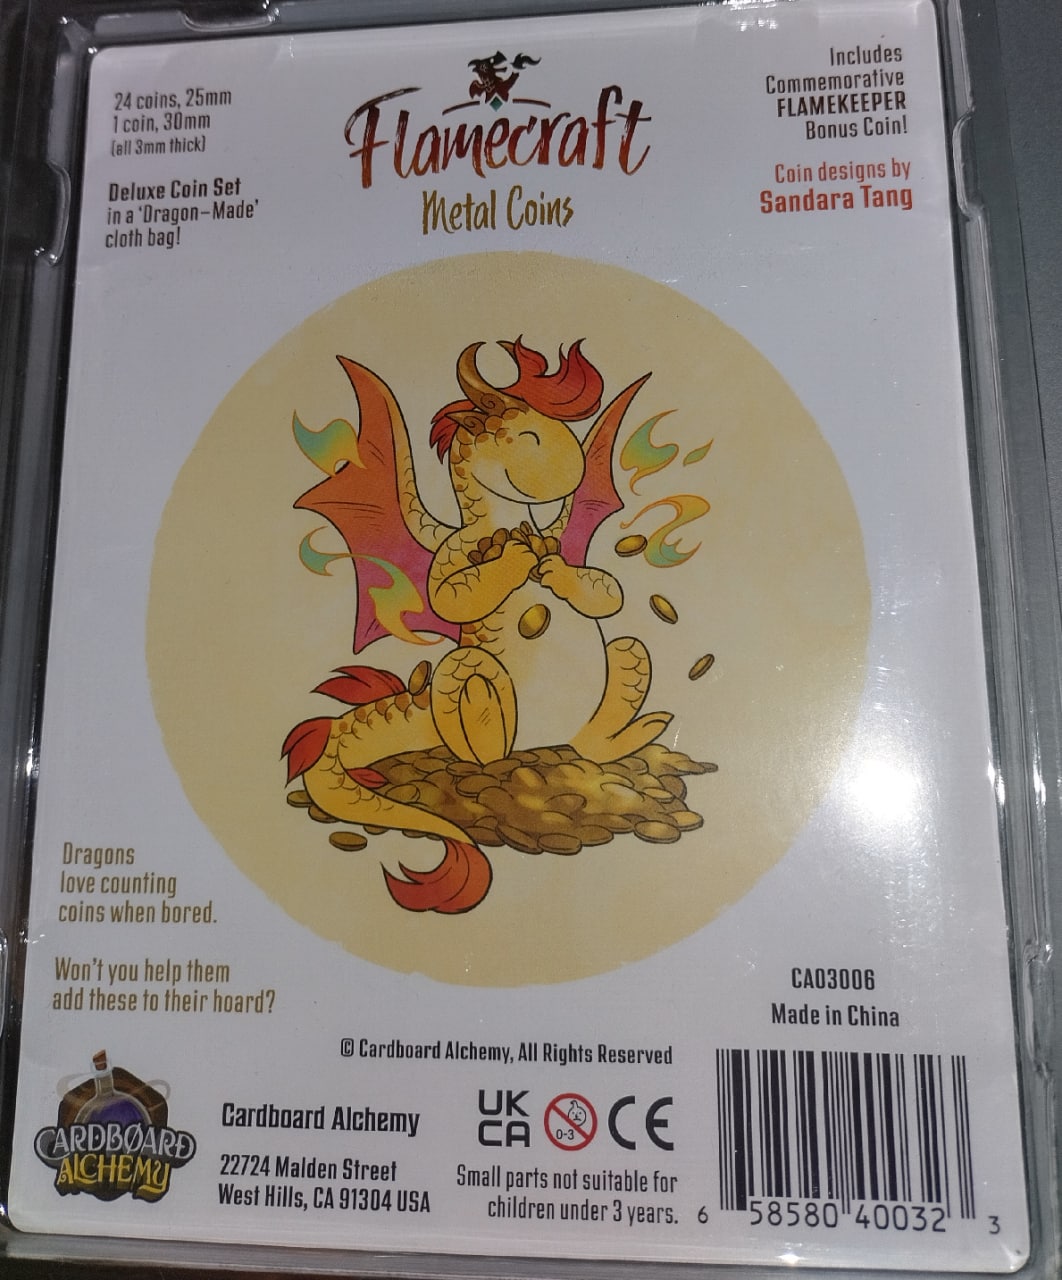 24 coins, 25mm
1 coin, 30mm
(all 3mm thick)
Deluxe Coin Set
in a 'Dragon-Made'
cloth bag!
Flamecraft
Metal Coins
Includes
Commemorative
FLAMEKEEPER
Bonus Coin!
Coin designs by
Sandara Tang
Dragons
love counting
coins when bored.
Won't you help them
add these to their hoard?
CA03006
Made in China
© Cardboard Alchemy, All Rights Reserved
CARDBOARD
ALCHEMY
Cardboard Alchemy
22724 Malden Street
West Hills, CA 91304 USA
UK
CA
0-3
CE
Small parts not suitable for
children under 3 years.
6 58580 40032 3